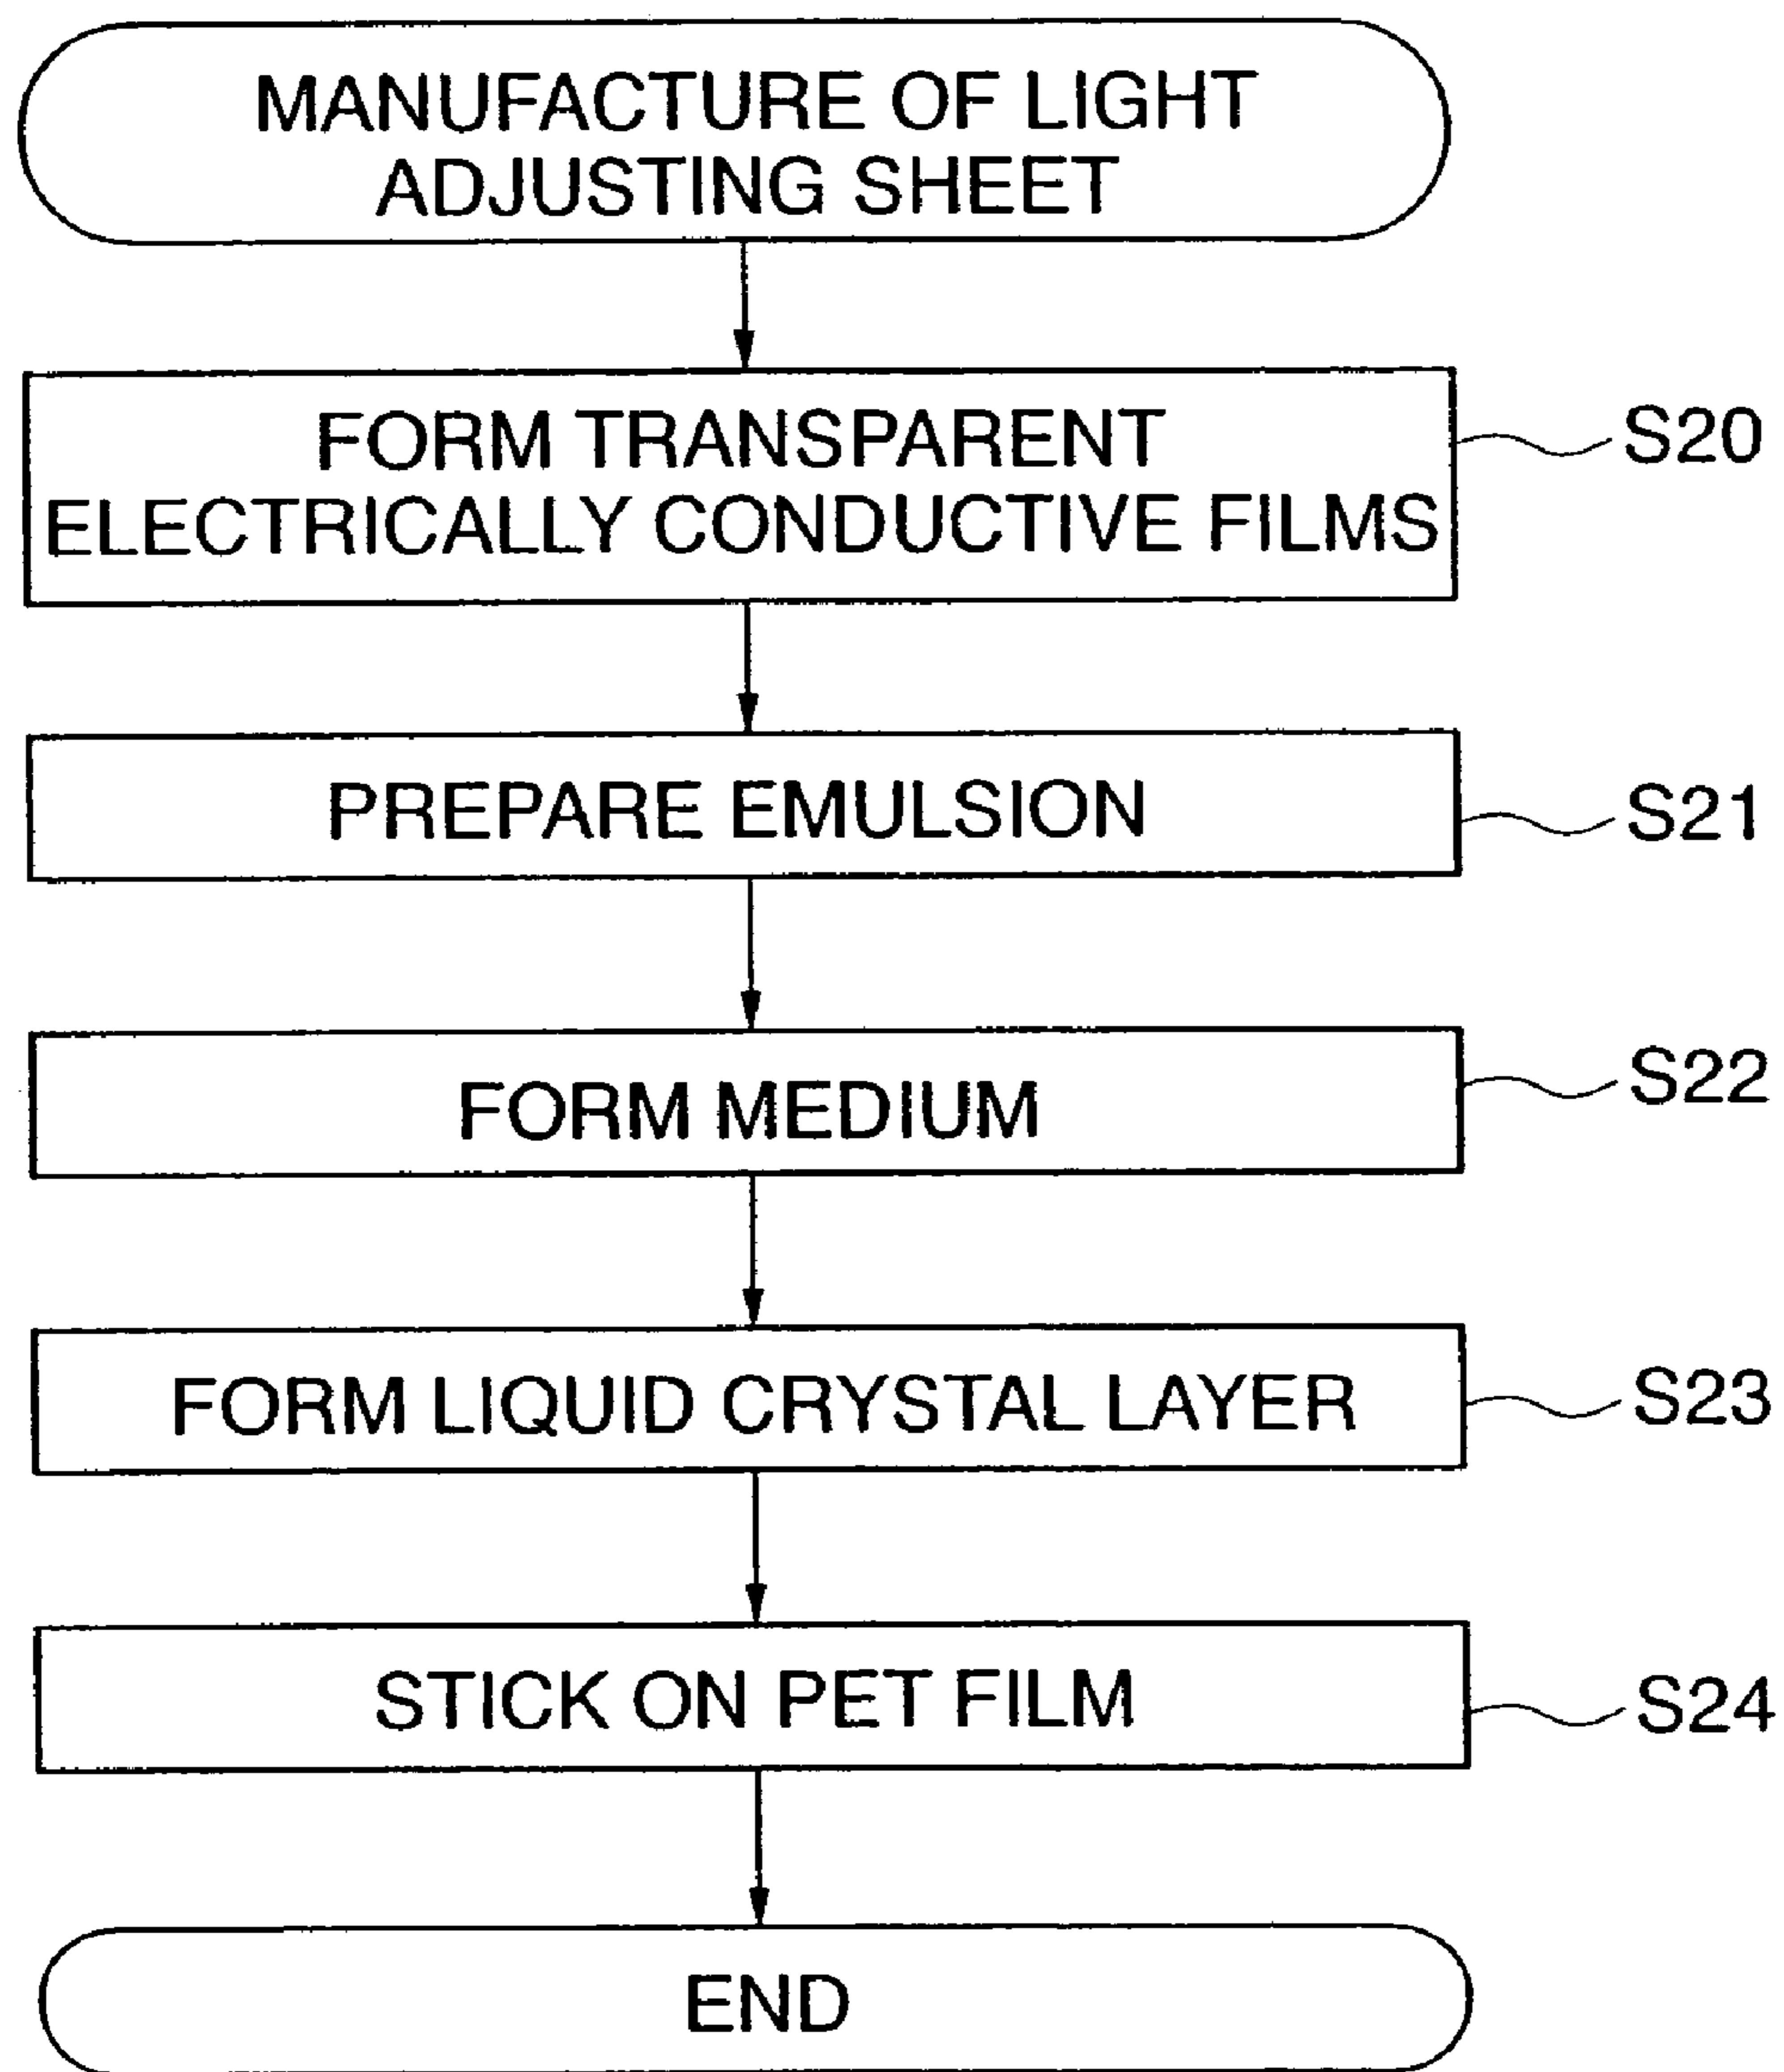 MANUFACTURE OF LIGHT
ADJUSTING SHEET
FORM TRANSPARENT
ELECTRICALLY CONDUCTIVE FILMS
S20
PREPARE EMULSION
S21
FORM MEDIUM
S22
FORM LIQUID CRYSTAL LAYER
S23
STICK ON PET FILM
S24
END